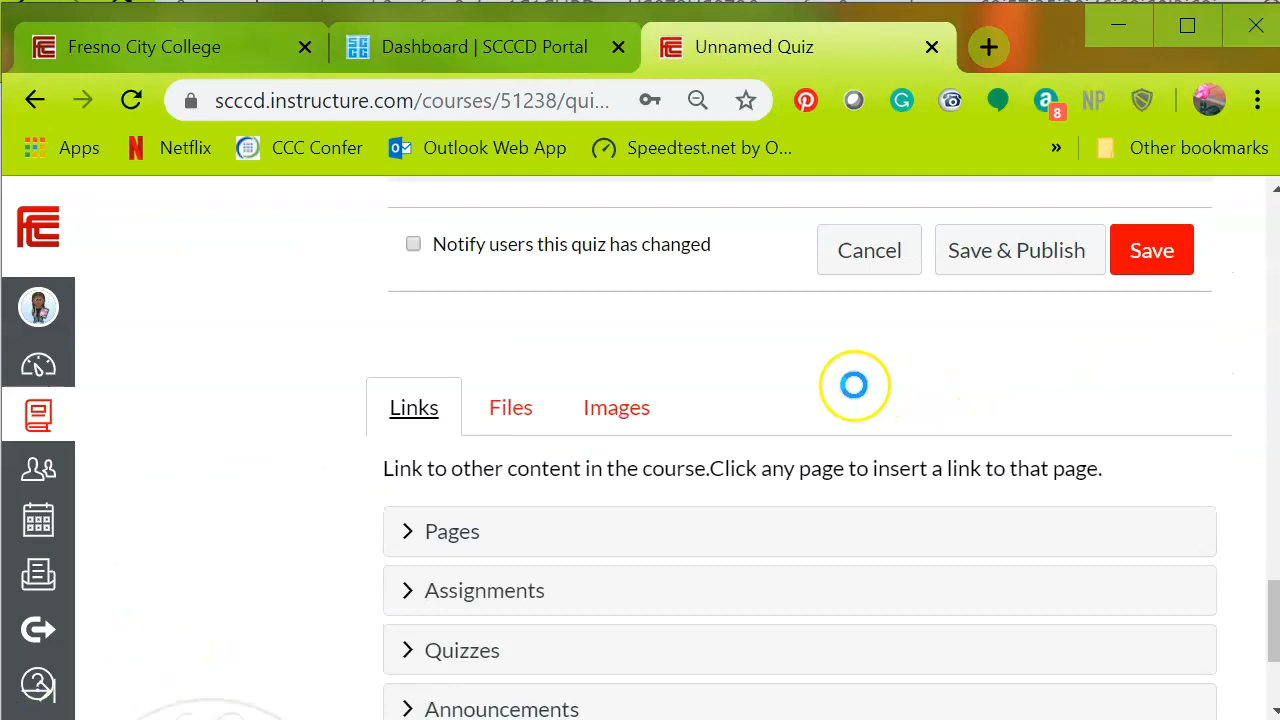 Fresno City College
Dashboard | SCCCD Portal
Unnamed Quiz
scccd.instructure.com/courses/51238/qui...
8
NP
Apps
Netflix
CCC Confer
Outlook Web App
Speedtest.net by O...
»
Other bookmarks
Notify users this quiz has changed
Cancel
Save & Publish
Save
Links
Files
Images
Link to other content in the course.Click any page to insert a link to that page.
Pages
Assignments
Quizzes
Announcements